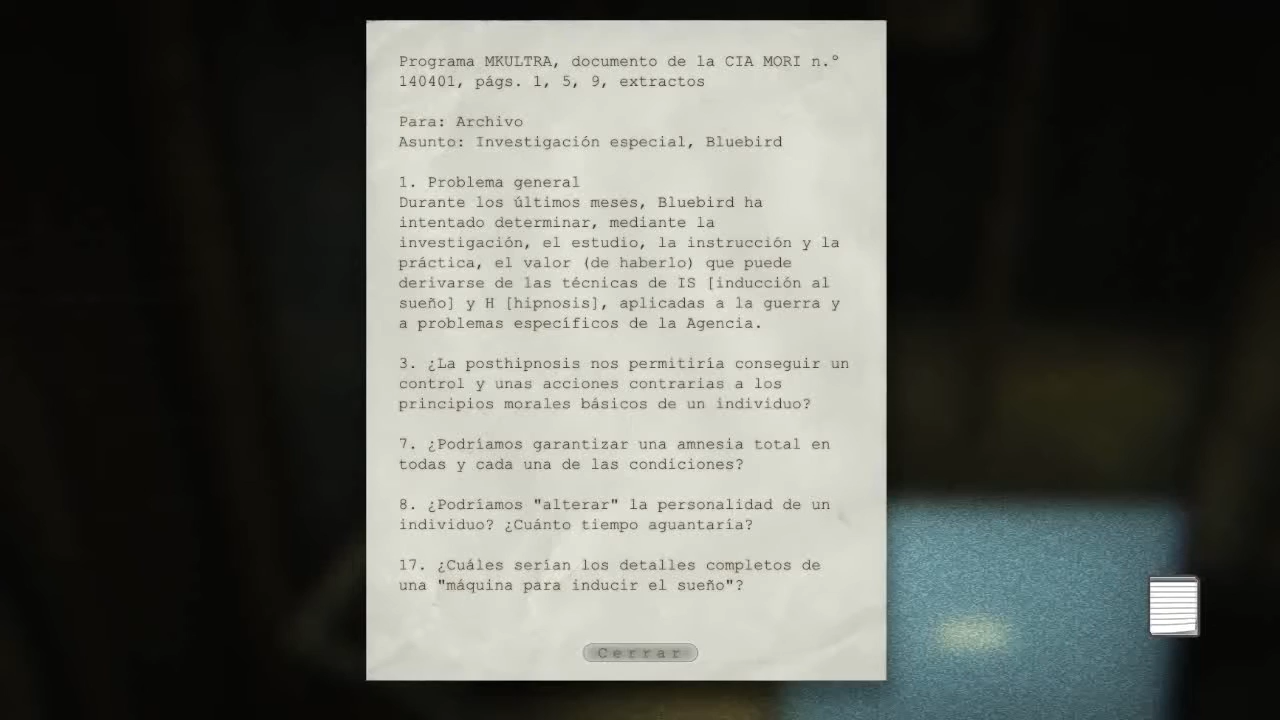 Programa MKULTRA, documento de la CIA MORI n.º
140401, págs. 1, 5, 9, extractos
Para: Archivo
Asunto: Investigación especial, Bluebird
1. Problema general
Durante los últimos meses, Bluebird ha
intentado determinar, mediante la
investigación, el estudio, la instrucción y la
práctica, el valor (de haberlo) que puede
derivarse de las técnicas de IS [inducción al
sueño] y H [hipnosis], aplicadas a la guerra y
a problemas específicos de la Agencia.
3. ¿La posthipnosis nos permitiría conseguir un
control y unas acciones contrarias a los
principios morales básicos de un individuo?
7. ¿Podríamos garantizar una amnesia total en
todas y cada una de las condiciones?
8. ¿Podríamos "alterar" la personalidad de un
individuo? ¿Cuánto tiempo aguantaría?
17. ¿Cuáles serían los detalles completos de
una "máquina para inducir el sueño"?
Cerrar